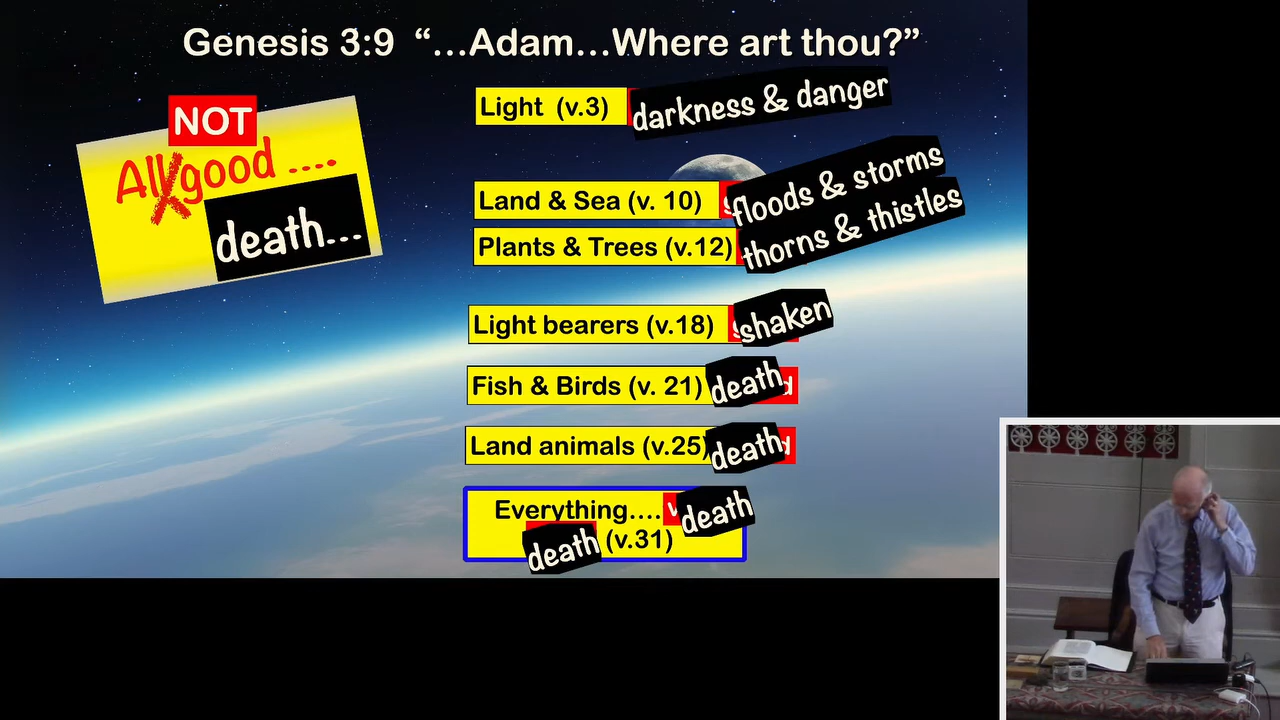 Genesis 3:9 “...Adam...Where art thou?”
NOT
All good ....
death...
Light (v.3) darkness & danger
Land & Sea (v. 10) floods & storms
Plants & Trees (v.12) thorns & thistles
Light bearers (v.18) shaken
Fish & Birds (v. 21) death
Land animals (v.25) death
Everything.... death
death (v.31)